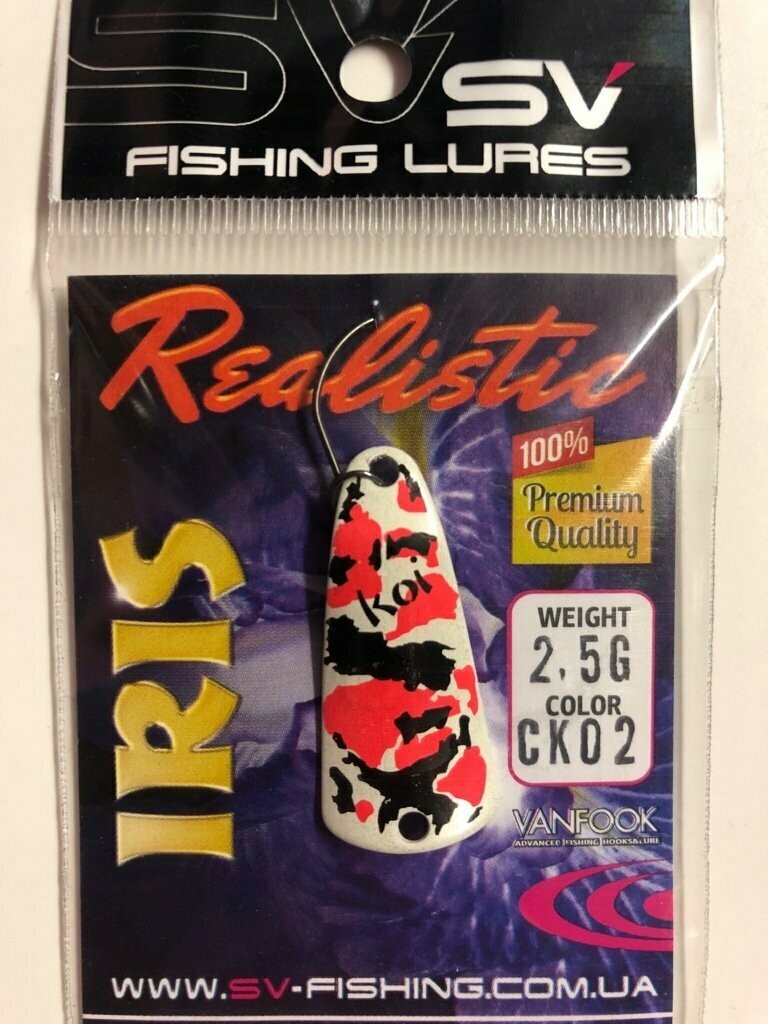 SV
SV
FISHING LURES
Realistic
100%
Premium
Quality
IRIS
Koi
WEIGHT
2.5G
COLOR
CK02
VANFOOK
ADVANCED FISHING HOOKS&LURE
WWW.SV-FISHING.COM.UA